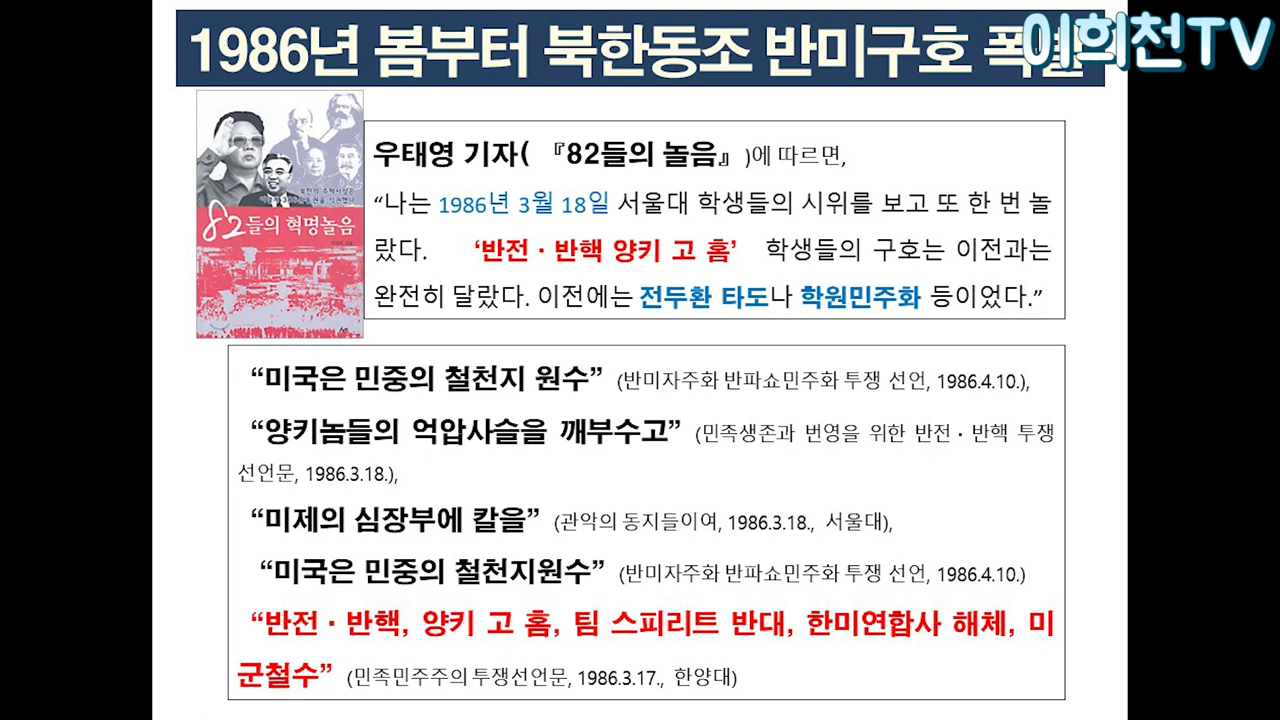 1986년 봄부터 북한동조 반미구호
이희천TV
82들의 혁명놀음
우태영 기자( 『82들의 놀음』 )에 따르면,
“나는 1986년 3월 18일 서울대 학생들의 시위를 보고 또 한 번 놀
랐다. ‘반전·반핵 양키 고 홈’ 학생들의 구호는 이전과는
완전히 달랐다. 이전에는 전두환 타도나 학원민주화 등이었다.”
“미국은 민중의 철천지 원수” (반미자주화 반파쇼민주화 투쟁 선언, 1986.4.10.),
“양키놈들의 억압사슬을 깨부수고” (민족생존과 번영을 위한 반전·반핵 투쟁
선언문, 1986.3.18.),
“미제의 심장부에 칼을” (관악의 동지들이여, 1986.3.18., 서울대),
“미국은 민중의 철천지원수” (반미자주화 반파쇼민주화 투쟁 선언, 1986.4.10.)
“반전·반핵, 양키 고 홈, 팀 스피리트 반대, 한미연합사 해체, 미
군철수” (민족민주주의 투쟁선언문, 1986.3.17., 한양대)